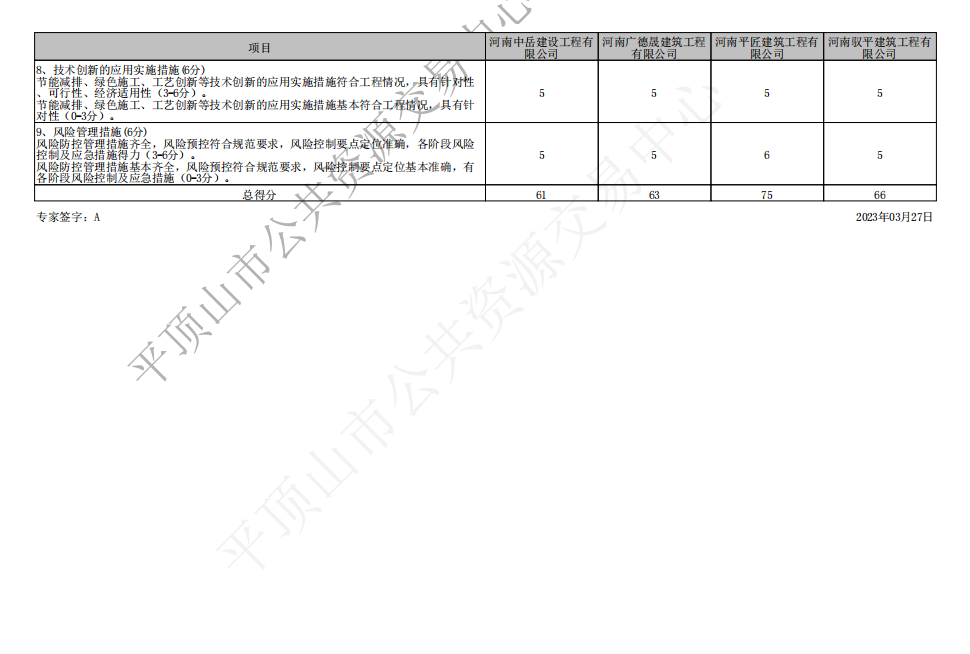 项目
河南中岳建设工程有
限公司
河南广德晟建筑工程
有限公司
河南平匠建筑工程有
限公司
河南驭平建筑工程有
限公司
8、技术创新的应用实施措施(6分)
节能减排、绿色施工、工艺创新等技术创新的应用实施措施符合工程情况，具有针对性
、可行性、经济适用性（3-6分）。
节能减排、绿色施工、工艺创新等技术创新的应用实施措施基本符合工程情况，具有针
对性（0-3分）。
5
5
5
5
9、风险管理措施(6分)
风险防控管理措施齐全，风险预控符合规范要求，风险控制要点定位准确，各阶段风险
控制及应急措施得力（3-6分）。
风险防控管理措施基本齐全，风险预控符合规范要求，风险控制要点定位基本准确，有
各阶段风险控制及应急措施（0-3分）。
5
5
6
5
总得分
61
63
75
66
专家签字：A
2023年03月27日
平顶山市公共资源交易中心
平顶山市公共资源交易中心